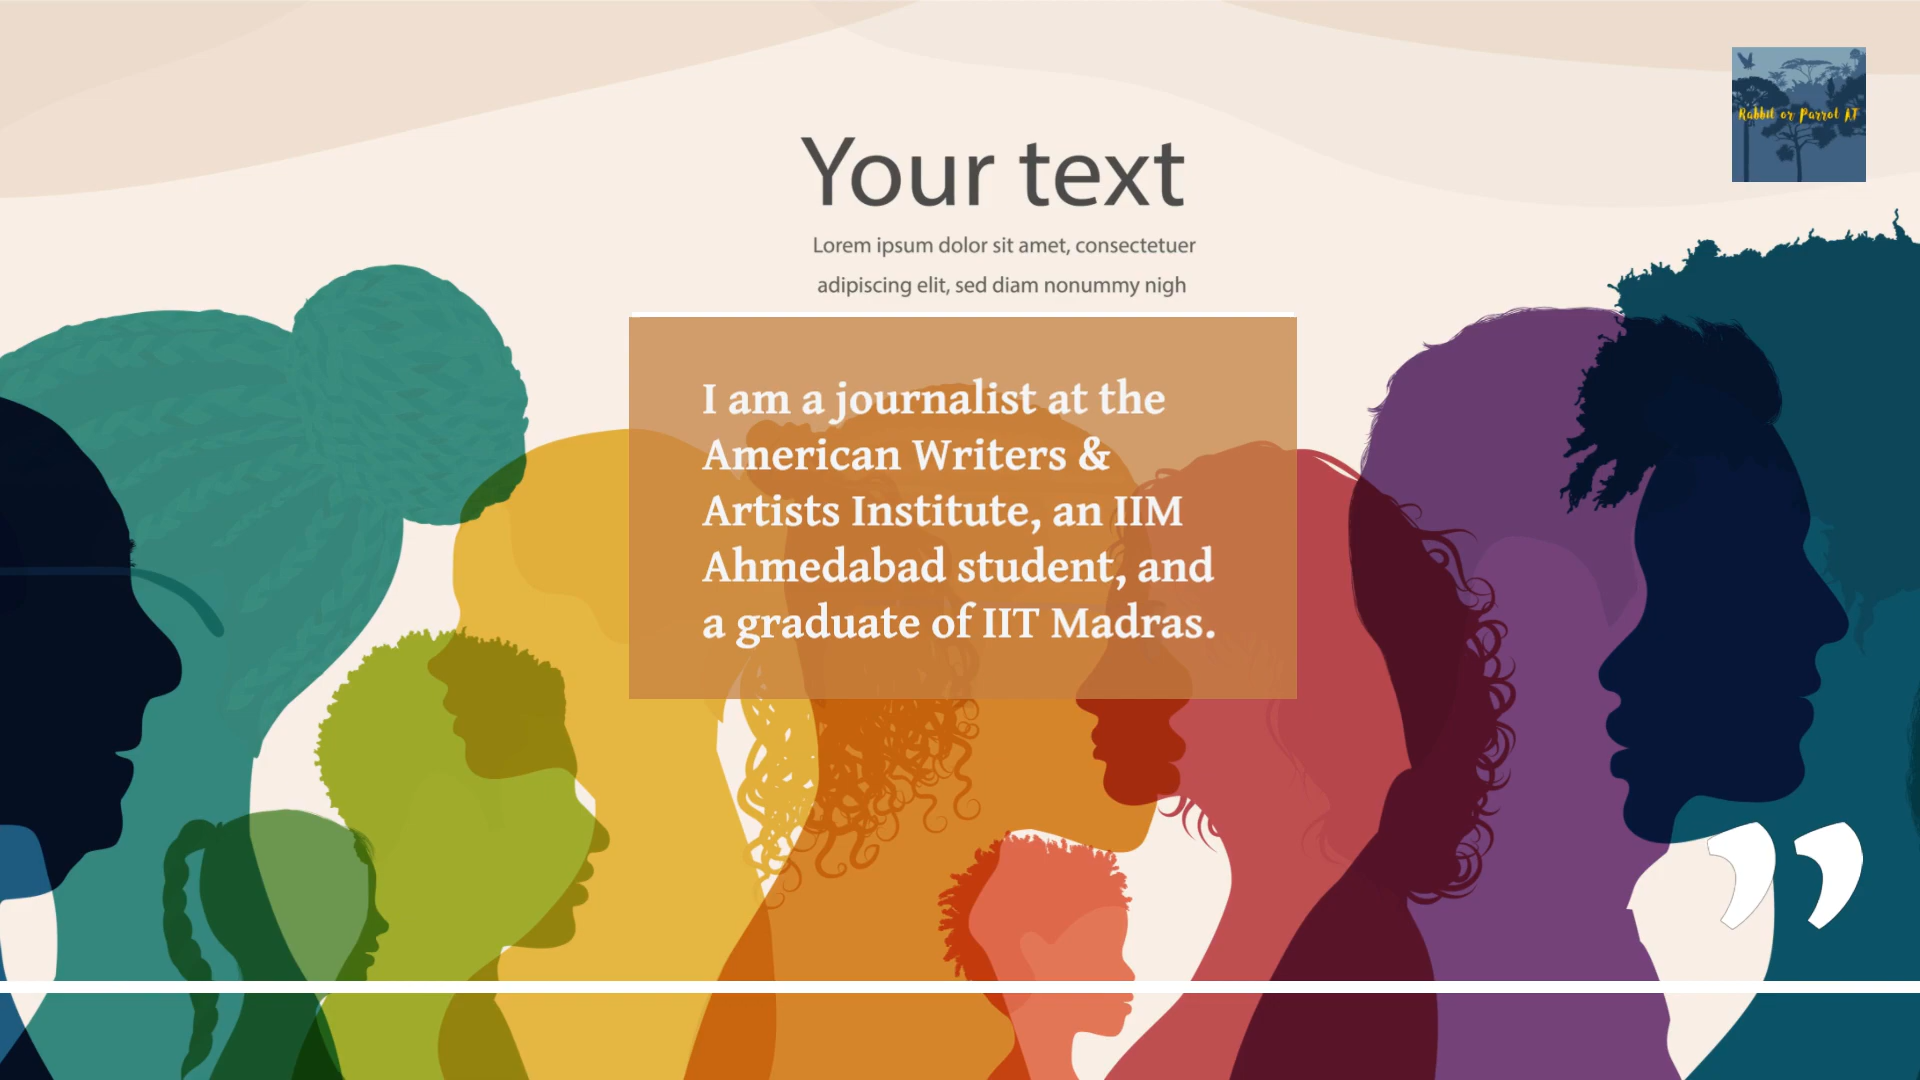 Rabbit or Parrot AT
Your text
Lorem ipsum dolor sit amet, consectetuer
adipiscing elit, sed diam nonummy nigh
I am a journalist at the
American Writers &
Artists Institute, an IIM
Ahmedabad student, and
a graduate of IIT Madras.
”